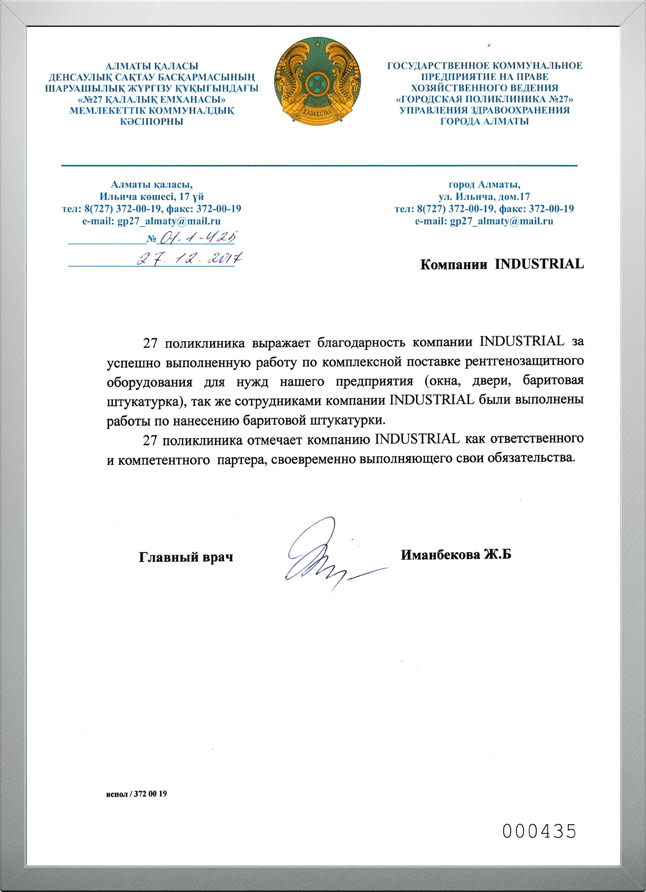 АЛМАТЫ ҚАЛАСЫ
ДЕНСАУЛЫҚ САҚТАУ БАСҚАРМАСЫНЫҢ
ШАРУАШЫЛЫҚ ЖҮРГІЗУ ҚҰҚЫҒЫНДАҒЫ
«№27 ҚАЛАЛЫҚ ЕМХАНАСЫ»
МЕМЛЕКЕТТІК КОММУНАЛДЫҚ
КӘСІПОРНЫ
ҚАЗАҚСТАН
ГОСУДАРСТВЕННОЕ КОММУНАЛЬНОЕ
ПРЕДПРИЯТИЕ НА ПРАВЕ
ХОЗЯЙСТВЕННОГО ВЕДЕНИЯ
«ГОРОДСКАЯ ПОЛИКЛИНИКА №27»
УПРАВЛЕНИЯ ЗДРАВООХРАНЕНИЯ
ГОРОДА АЛМАТЫ
Алматы қаласы,
Ильича көшесі, 17 үй
тел: 8(727) 372-00-19, факс: 372-00-19
e-mail: gp27_almaty@mail.ru
№ 01.1-425
27.12.2017
город Алматы,
ул. Ильича, дом.17
тел: 8(727) 372-00-19, факс: 372-00-19
e-mail: gp27_almaty@mail.ru
Компании INDUSTRIAL
27 поликлиника выражает благодарность компании INDUSTRIAL за
успешно выполненную работу по комплексной поставке рентгенозащитного
оборудования для нужд нашего предприятия (окна, двери, баритовая
штукатурка), так же сотрудниками компании INDUSTRIAL были выполнены
работы по нанесению баритовой штукатурки.
27 поликлиника отмечает компанию INDUSTRIAL как ответственного
и компетентного партера, своевременно выполняющего свои обязательства.
Главный врач
Иманбекова Ж.Б
испол / 372 00 19
000435